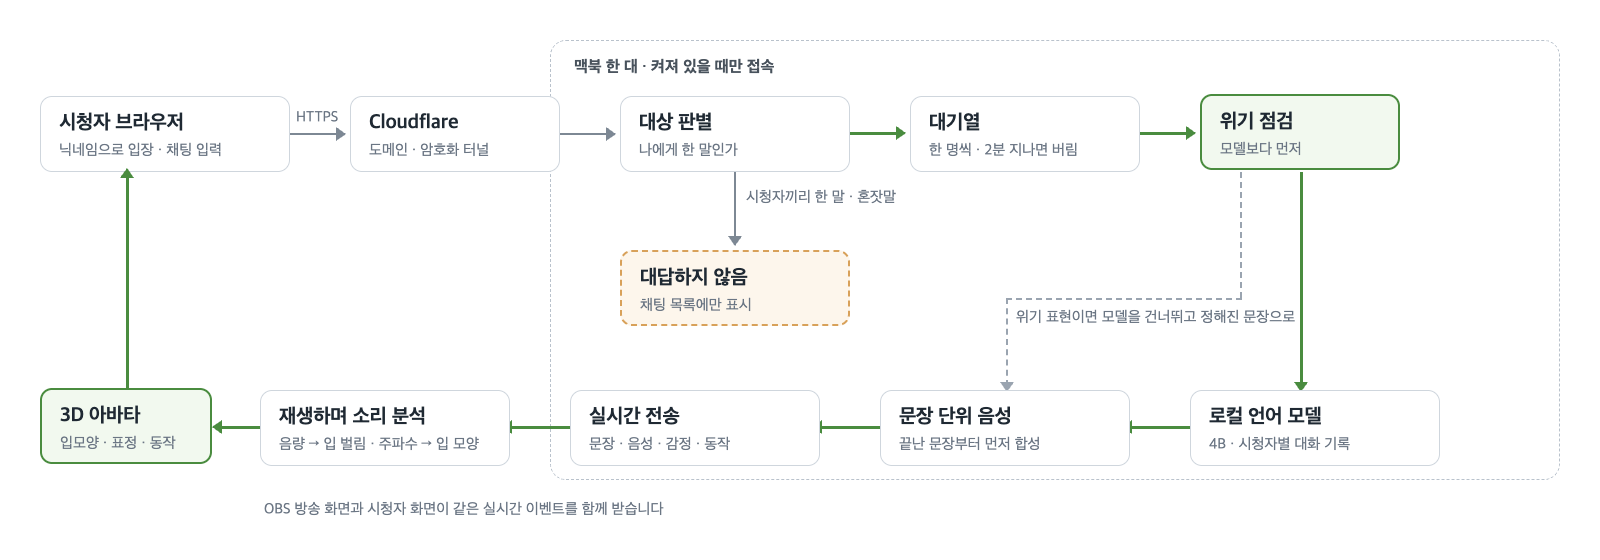 맥북 한 대 · 켜져 있을 때만 접속
시청자 브라우저
닉네임으로 입장 · 채팅 입력
HTTPS
Cloudflare
도메인 · 암호화 터널
대상 판별
나에게 한 말인가
대기열
한 명씩 · 2분 지나면 버림
위기 점검
모델보다 먼저
시청자끼리 한 말 · 혼잣말
대답하지 않음
채팅 목록에만 표시
위기 표현이면 모델을 건너뛰고 정해진 문장으로
3D 아바타
입모양 · 표정 · 동작
재생하며 소리 분석
음량 → 입 벌림 · 주파수 → 입 모양
실시간 전송
문장 · 음성 · 감정 · 동작
문장 단위 음성
끝난 문장부터 먼저 합성
로컬 언어 모델
4B · 시청자별 대화 기록
OBS 방송 화면과 시청자 화면이 같은 실시간 이벤트를 함께 받습니다